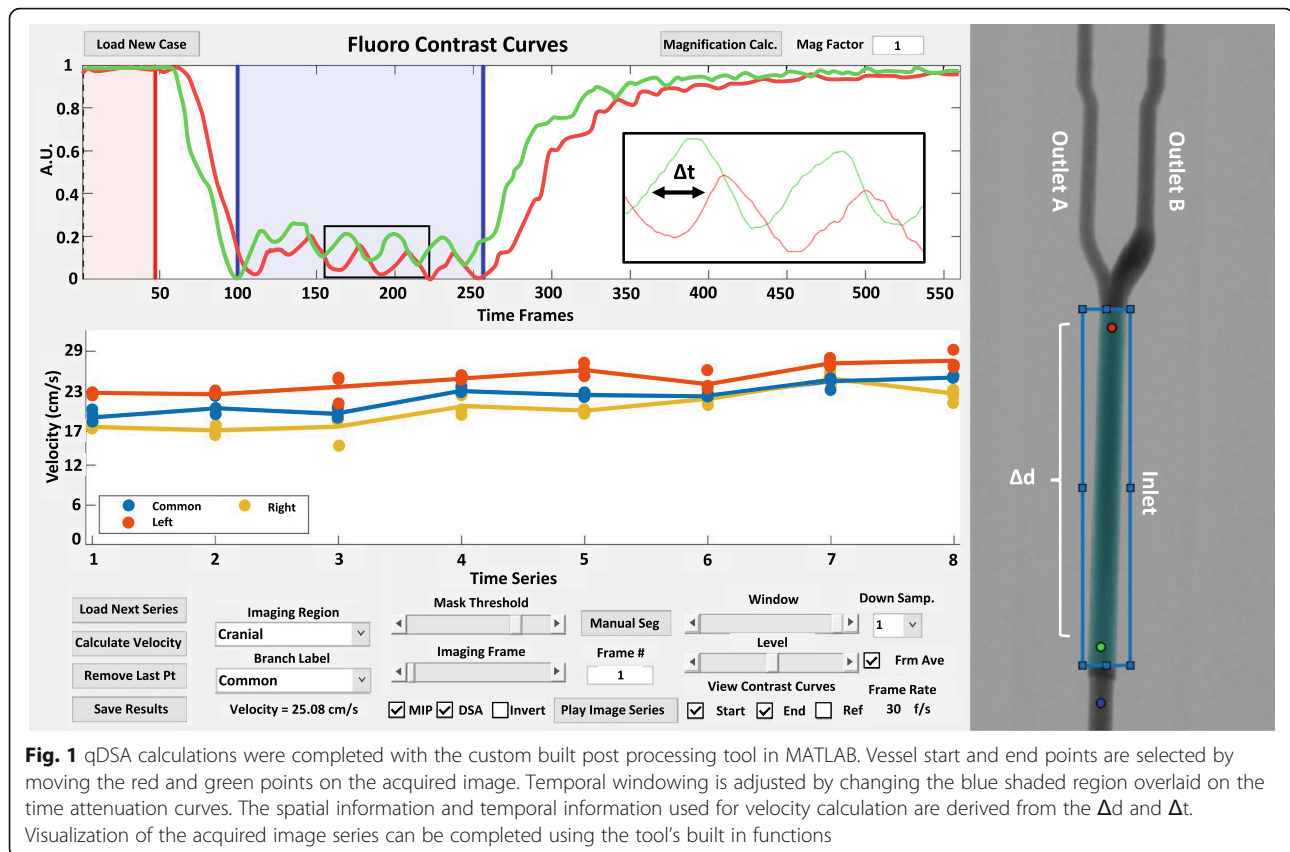 Load New Case
Fluoro Contrast Curves
Magnification Calc.
Mag Factor
1
A.U.
1
0.8
0.6
0.4
0.2
0
Δt
50 100 150 200 250 300 350 400 450 500 550
Time Frames
Velocity (cm/s)
29
23
17
12
6
0
Common
Right
Left
1 2 3 4 5 6 7 8
Time Series
Load Next Series
Calculate Velocity
Remove Last Pt
Save Results
Imaging Region
Cranial
Branch Label
Common
Velocity = 25.08 cm/s
Mask Threshold
Imaging Frame
Manual Seg
Frame #
1
MIP DSA Invert
Play Image Series
Window
Level
Down Samp.
1
Frm Ave
View Contrast Curves
Start End Ref
Frame Rate
30 f/s
Outlet A
Outlet B
Δd
Inlet
Fig. 1 qDSA calculations were completed with the custom built post processing tool in MATLAB. Vessel start and end points are selected by
moving the red and green points on the acquired image. Temporal windowing is adjusted by changing the blue shaded region overlaid on the
time attenuation curves. The spatial information and temporal information used for velocity calculation are derived from the Δd and Δt.
Visualization of the acquired image series can be completed using the tool's built in functions